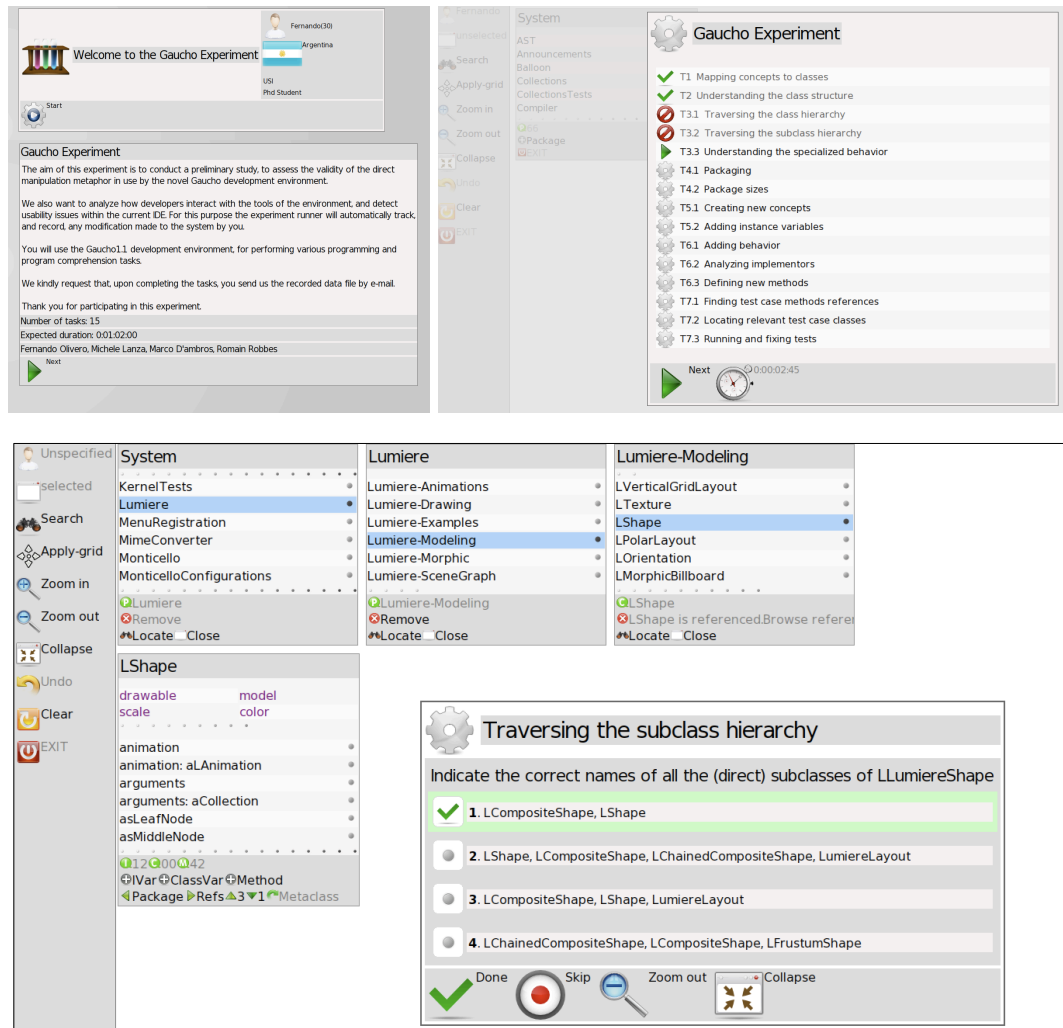 Fernando(30)
Welcome to the Gaucho Experiment
Argentina
USI
Phd Student
Start
Gaucho Experiment
The aim of this experiment is to conduct a preliminary study, to assess the validity of the direct
manipulation metaphor in use by the novel Gaucho development environment.
We also want to analyze how developers interact with the tools of the environment, and detect
usability issues within the current IDE. For this purpose the experiment runner will automatically track,
and record, any modification made to the system by you.
You will use the Gaucho1.1 development environment, for performing various programming and
program comprehension tasks.
We kindly request that, upon completing the tasks, you send us the recorded data file by e-mail.
Thank you for participating in this experiment.
Number of tasks: 15
Expected duration: 0:01:02:00
Fernando Olivero, Michele Lanza, Marco D'ambros, Romain Robbes
Next
Fernando
unselected
Search
Apply-grid
Zoom in
Zoom out
Collapse
Undo
Clear
EXIT
System
AST
Announcements
Balloon
Collections
CollectionsTests
Compiler
Package
EXIT
Gaucho Experiment
T1 Mapping concepts to classes
T2 Understanding the class structure
T3.1 Traversing the class hierarchy
T3.2 Traversing the subclass hierarchy
T3.3 Understanding the specialized behavior
T4.1 Packaging
T4.2 Package sizes
T5.1 Creating new concepts
T5.2 Adding instance variables
T6.1 Adding behavior
T6.2 Analyzing implementors
T6.3 Defining new methods
T7.1 Finding test case methods references
T7.2 Locating relevant test case classes
T7.3 Running and fixing tests
Next
0:00:02:45
Unspecified
selected
Search
Apply-grid
Zoom in
Zoom out
Collapse
Undo
Clear
EXIT
System
KernelTests
Lumiere
MenuRegistration
MimeConverter
Monticello
MonticelloConfigurations
P Lumiere
Remove
Locate Close
Lumiere
Lumiere-Animations
Lumiere-Drawing
Lumiere-Examples
Lumiere-Modeling
Lumiere-Morphic
Lumiere-SceneGraph
P Lumiere-Modeling
Remove
Locate Close
Lumiere-Modeling
LVerticalGridLayout
LTexture
LShape
LPolarLayout
LOrientation
LMorphicBillboard
C LShape
LShape is referenced.Browse referer
Locate Close
LShape
drawable model
scale color
animation
animation: aLAnimation
arguments
arguments: aCollection
asLeafNode
asMiddleNode
I 12 C 00 M 42
IVar ClassVar Method
Package Refs 3 1 Metaclass
Traversing the subclass hierarchy
Indicate the correct names of all the (direct) subclasses of LLumiereShape
1. LCompositeShape, LShape
2. LShape, LCompositeShape, LChainedCompositeShape, LumiereLayout
3. LCompositeShape, LShape, LumiereLayout
4. LChainedCompositeShape, LCompositeShape, LFrustumShape
Done Skip Zoom out Collapse